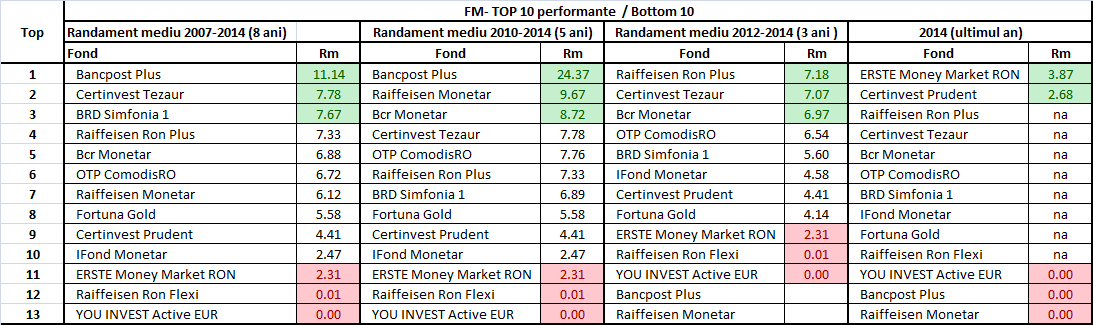 FM- TOP 10 performante / Bottom 10
Top Randament mediu 2007-2014 (8 ani) Randament mediu 2010-2014 (5 ani) Randament mediu 2012-2014 (3 ani ) 2014 (ultimul an)
Fond Rm Fond Rm Fond Rm Fond Rm
1 Bancpost Plus 11.14 Bancpost Plus 24.37 Raiffeisen Ron Plus 7.18 ERSTE Money Market RON 3.87
2 Certinvest Tezaur 7.78 Raiffeisen Monetar 9.67 Certinvest Tezaur 7.07 Certinvest Prudent 2.68
3 BRD Simfonia 1 7.67 Bcr Monetar 8.72 Bcr Monetar 6.97 Raiffeisen Ron Plus na
4 Raiffeisen Ron Plus 7.33 Certinvest Tezaur 7.78 OTP ComodisRO 6.54 Certinvest Tezaur na
5 Bcr Monetar 6.88 OTP ComodisRO 7.76 BRD Simfonia 1 5.60 Bcr Monetar na
6 OTP ComodisRO 6.72 Raiffeisen Ron Plus 7.33 IFond Monetar 4.58 OTP ComodisRO na
7 Raiffeisen Monetar 6.12 BRD Simfonia 1 6.89 Certinvest Prudent 4.41 BRD Simfonia 1 na
8 Fortuna Gold 5.58 Fortuna Gold 5.58 Fortuna Gold 4.14 IFond Monetar na
9 Certinvest Prudent 4.41 Certinvest Prudent 4.41 ERSTE Money Market RON 2.31 Fortuna Gold na
10 IFond Monetar 2.47 IFond Monetar 2.47 Raiffeisen Ron Flexi 0.01 Raiffeisen Ron Flexi na
11 ERSTE Money Market RON 2.31 ERSTE Money Market RON 2.31 YOU INVEST Active EUR 0.00 YOU INVEST Active EUR 0.00
12 Raiffeisen Ron Flexi 0.01 Raiffeisen Ron Flexi 0.01 Bancpost Plus Bancpost Plus 0.00
13 YOU INVEST Active EUR 0.00 YOU INVEST Active EUR 0.00 Raiffeisen Monetar Raiffeisen Monetar 0.00